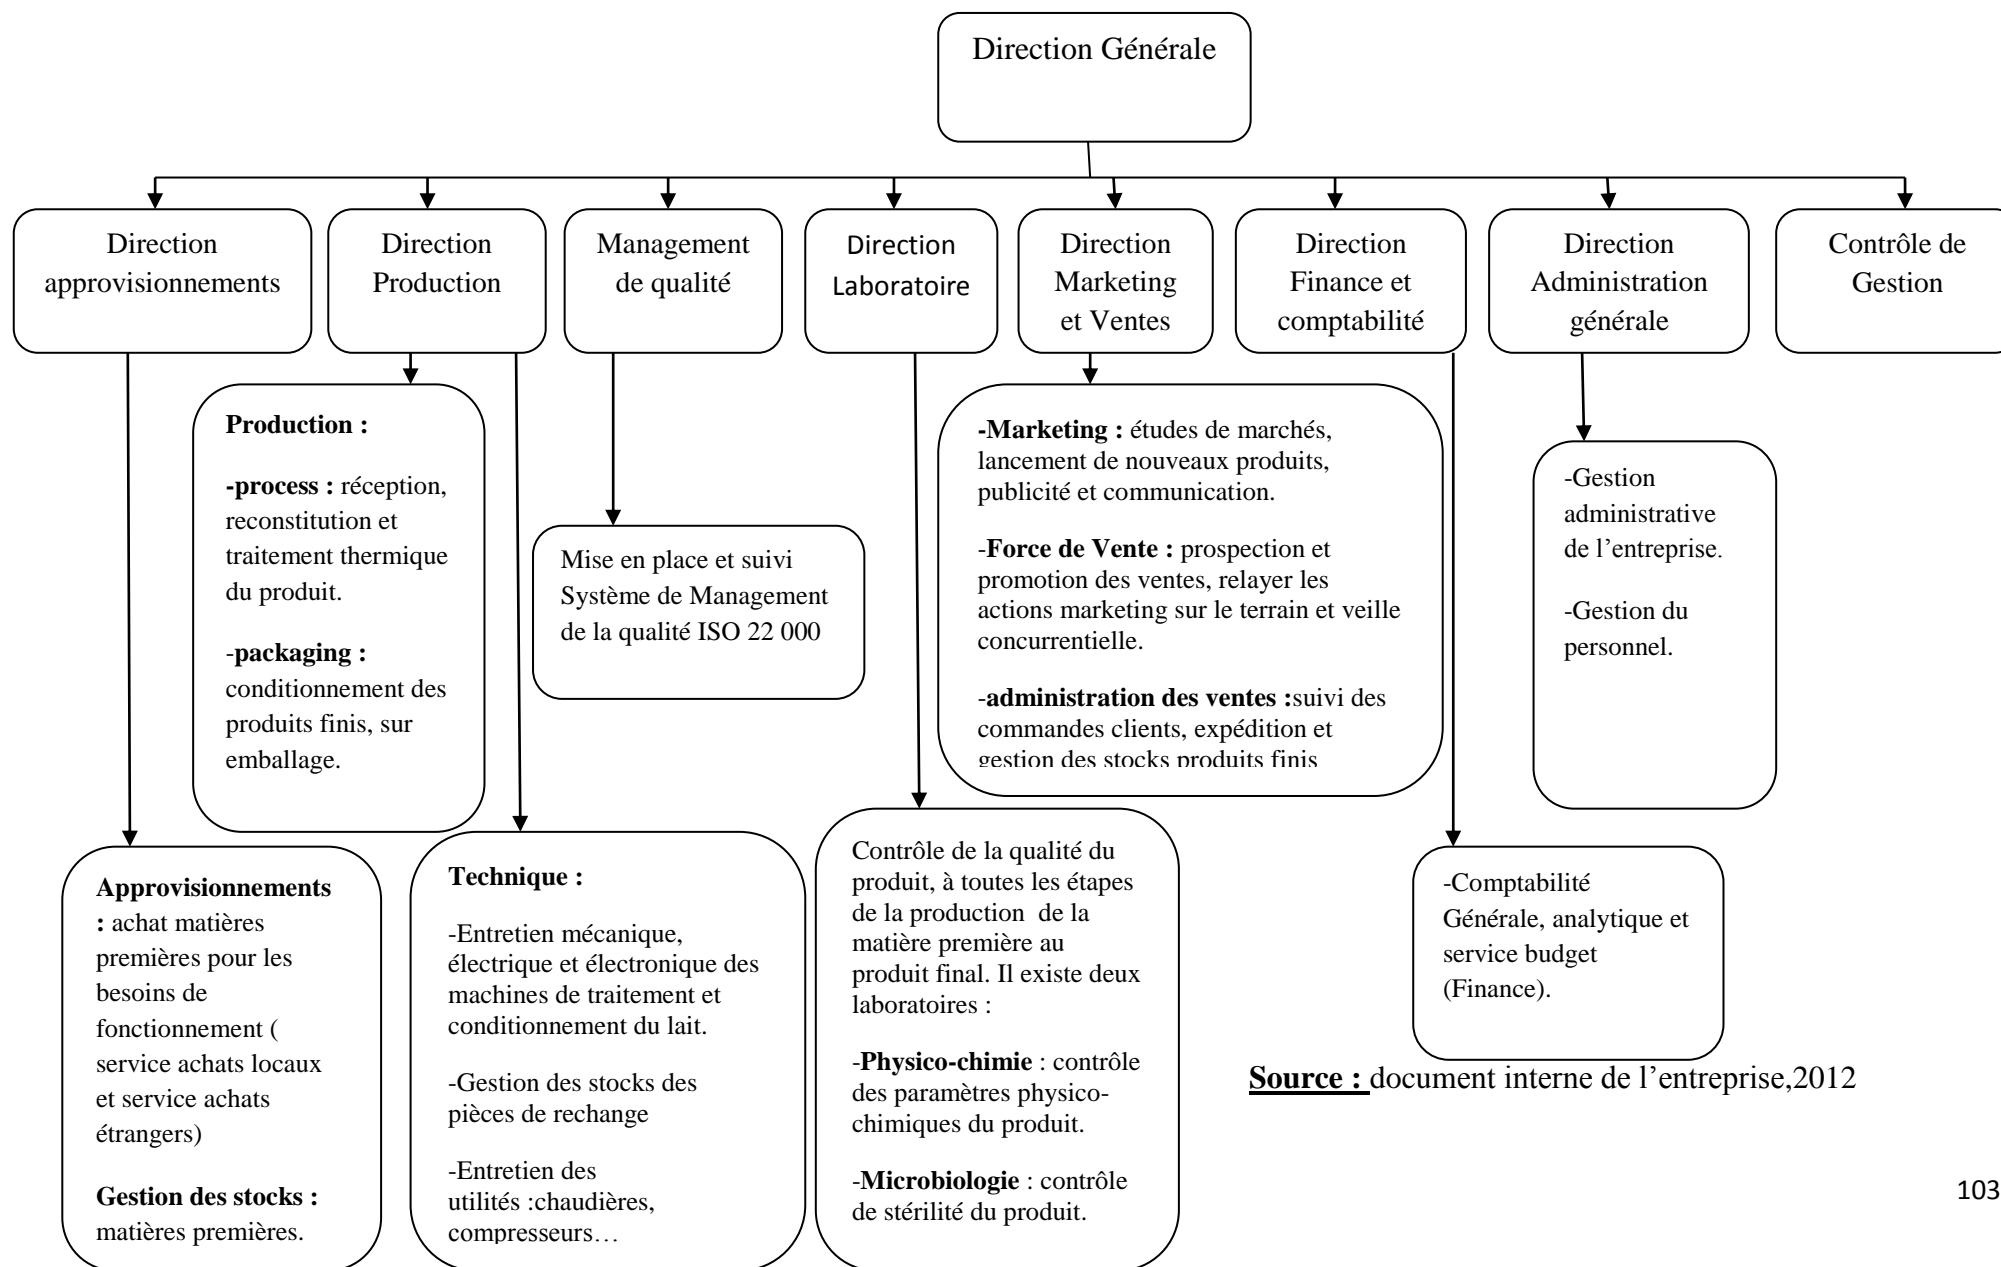 Direction Générale
Direction
approvisionnements
Direction
Production
Management
de qualité
Direction
Laboratoire
Direction
Marketing
et Ventes
Direction
Finance et
comptabilité
Direction
Administration
générale
Contrôle de
Gestion
Production :
-process : réception,
reconstitution et
traitement thermique
du produit.
-packaging :
conditionnement des
produits finis, sur
emballage.
Mise en place et suivi
Système de Management
de la qualité ISO 22 000
-Marketing : études de marchés,
lancement de nouveaux produits,
publicité et communication.
-Force de Vente : prospection et
promotion des ventes, relayer les
actions marketing sur le terrain et veille
concurrentielle.
-administration des ventes :suivi des
commandes clients, expédition et
gestion des stocks produits finis
-Gestion
administrative
de l’entreprise.
-Gestion du
personnel.
Approvisionnements
: achat matières
premières pour les
besoins de
fonctionnement (
service achats locaux
et service achats
étrangers)
Gestion des stocks :
matières premières.
Technique :
-Entretien mécanique,
électrique et électronique des
machines de traitement et
conditionnement du lait.
-Gestion des stocks des
pièces de rechange
-Entretien des
utilités :chaudières,
compresseurs…
Contrôle de la qualité du
produit, à toutes les étapes
de la production  de la
matière première au
produit final. Il existe deux
laboratoires :
-Physico-chimie : contrôle
des paramètres physico-
chimiques du produit.
-Microbiologie : contrôle
de stérilité du produit.
-Comptabilité
Générale, analytique et
service budget
(Finance).
Source : document interne de l’entreprise,2012
103